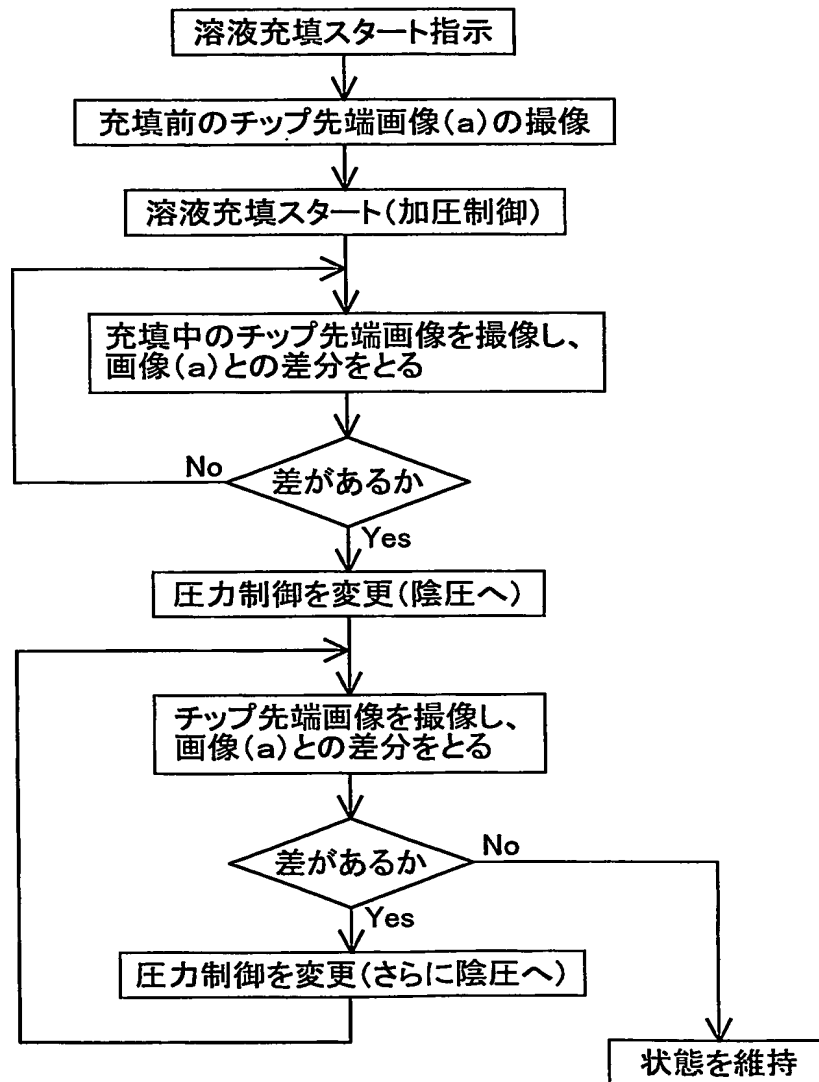 溶液充填スタート指示
充填前のチップ先端画像(a)の撮像
溶液充填スタート(加圧制御)
充填中のチップ先端画像を撮像し、
画像(a)との差分をとる
No
差があるか
Yes
圧力制御を変更(陰圧へ)
チップ先端画像を撮像し、
画像(a)との差分をとる
差があるか
No
Yes
圧力制御を変更(さらに陰圧へ)
状態を維持